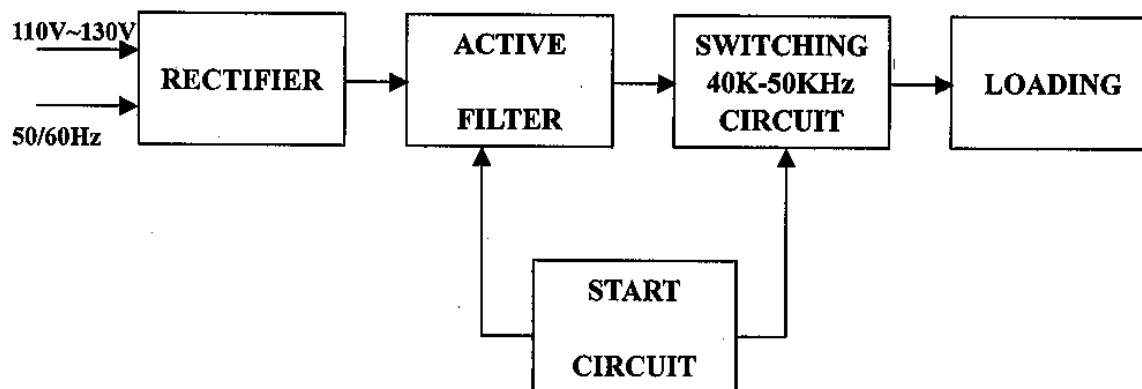 110V~130V
50/60Hz
RECTIFIER
ACTIVE
FILTER
SWITCHING
40K-50KHz
CIRCUIT
LOADING
START
CIRCUIT